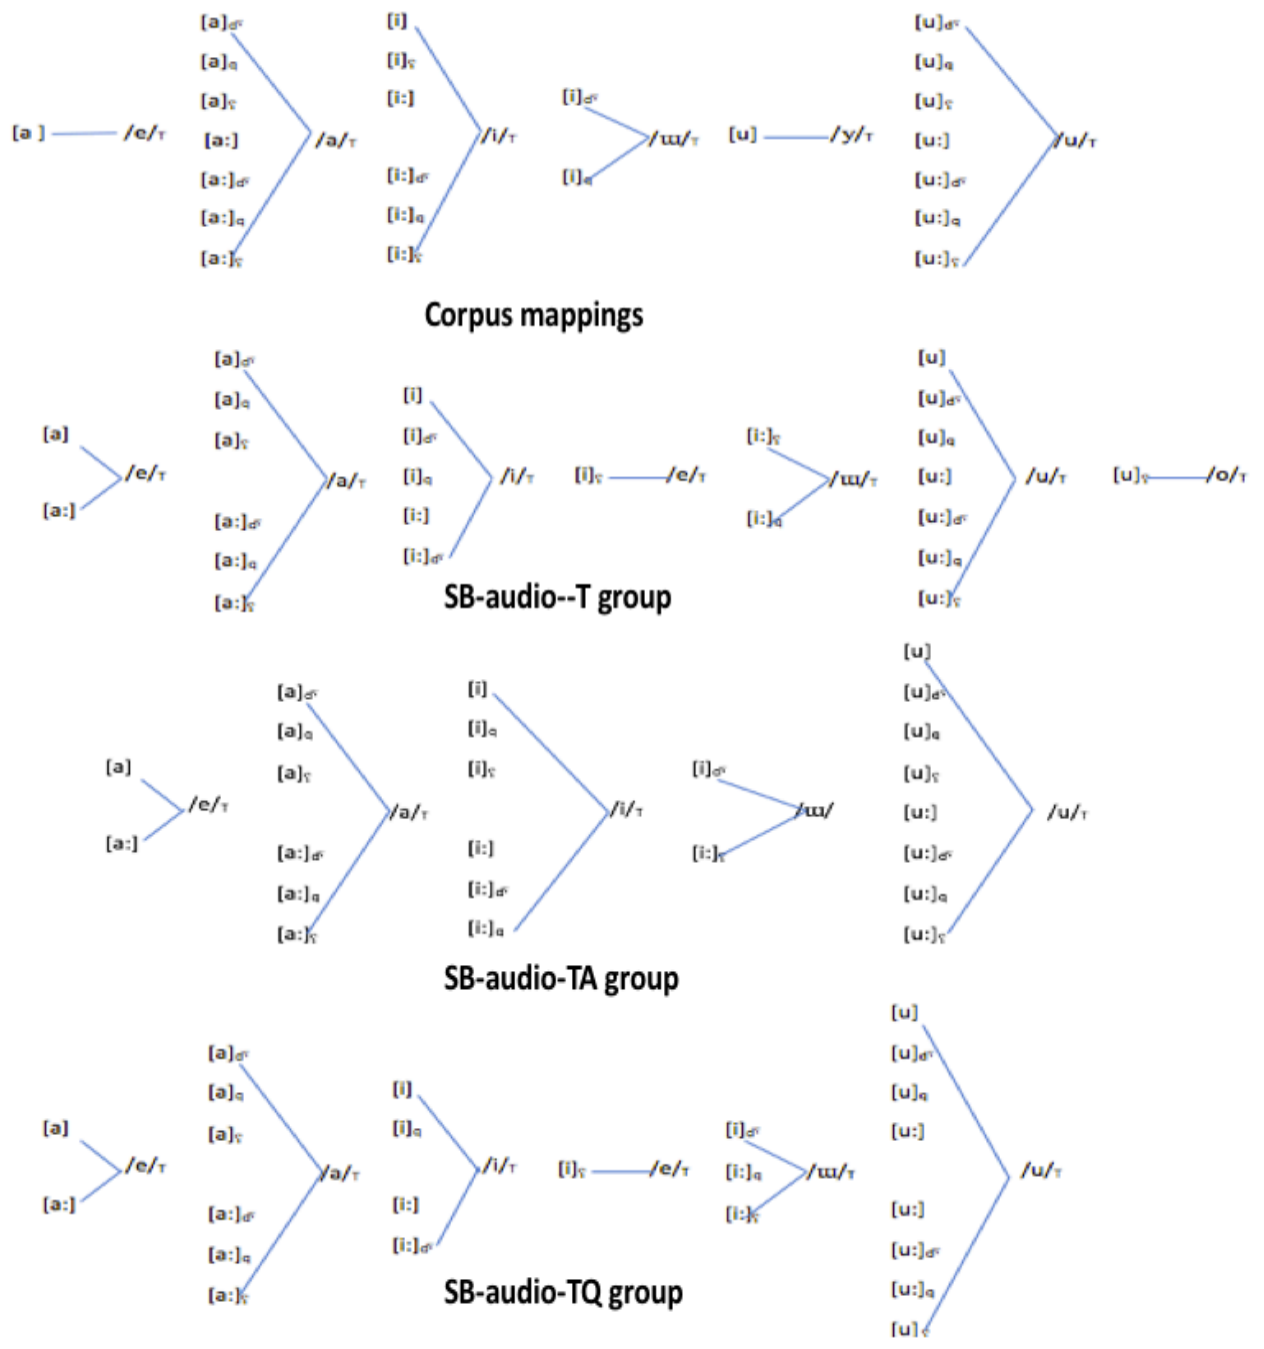 [a ] /e/т
[a]dˤ
[a]q
[a]ʕ
[a:]
[a:]dˤ
[a:]q
[a:]ʕ
/a/т
[i]
[i]ʕ
[i:]
[i:]dˤ
[i:]q
[i:]ʕ
/i/т
[i]dˤ
[i]q
/ɯ/т
[u] /y/т
[u]dˤ
[u]q
[u]ʕ
[u:]
[u:]dˤ
[u:]q
[u:]ʕ
/u/т
Corpus mappings
[a]
[a:]
/e/т
[a]dˤ
[a]q
[a]ʕ
[a:]dˤ
[a:]q
[a:]ʕ
/a/т
[i]
[i]dˤ
[i]q
[i:]
[i:]dˤ
/i/т
[i]ʕ /e/т
[i:]ʕ
[i:]q
/ɯ/т
[u]
[u]dˤ
[u]q
[u:]
[u:]dˤ
[u:]q
[u:]ʕ
/u/т
[u]ʕ /o/т
SB-audio--T group
[a]
[a:]
/e/т
[a]dˤ
[a]q
[a]ʕ
[a:]dˤ
[a:]q
[a:]ʕ
/a/т
[i]
[i]q
[i]ʕ
[i:]
[i:]dˤ
[i:]q
/i/т
[i]dˤ
[i:]ʕ
/ɯ/
[u]
[u]dˤ
[u]q
[u]ʕ
[u:]
[u:]dˤ
[u:]q
[u:]ʕ
/u/т
SB-audio-TA group
[a]
[a:]
/e/т
[a]dˤ
[a]q
[a]ʕ
[a:]dˤ
[a:]q
[a:]ʕ
/a/т
[i]
[i]q
[i:]
[i:]dˤ
/i/т
[i]ʕ /e/т
[i]dˤ
[i:]q
[i:]ʕ
/ɯ/т
[u]
[u]dˤ
[u]q
[u:]
[u:]
[u:]dˤ
[u:]q
[u]ʕ
/u/т
SB-audio-TQ group